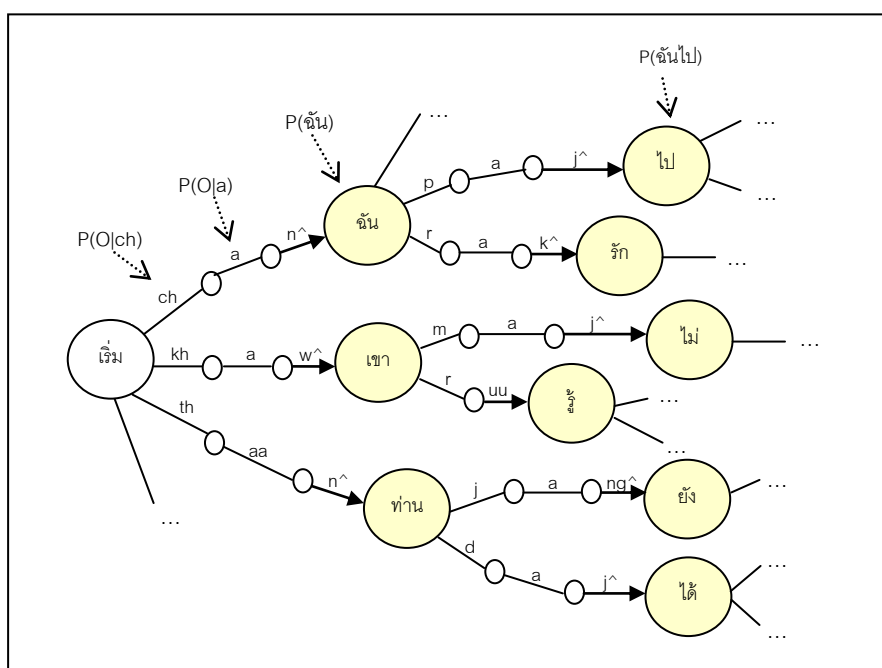 P(ฉันไป)
...
...
P(ฉัน)
p
a
j^
ไป
...
P(O|a)
ฉัน
n^
r
a
k^
รัก
...
P(O|ch)
a
ch
m
a
j^
ไม่
...
เริ่ม
kh
a
w^
เขา
r
uu
รู้
...
...
th
aa
n^
ท่าน
j
a
ng^
ยัง
...
...
d
a
j^
ได้
...
...